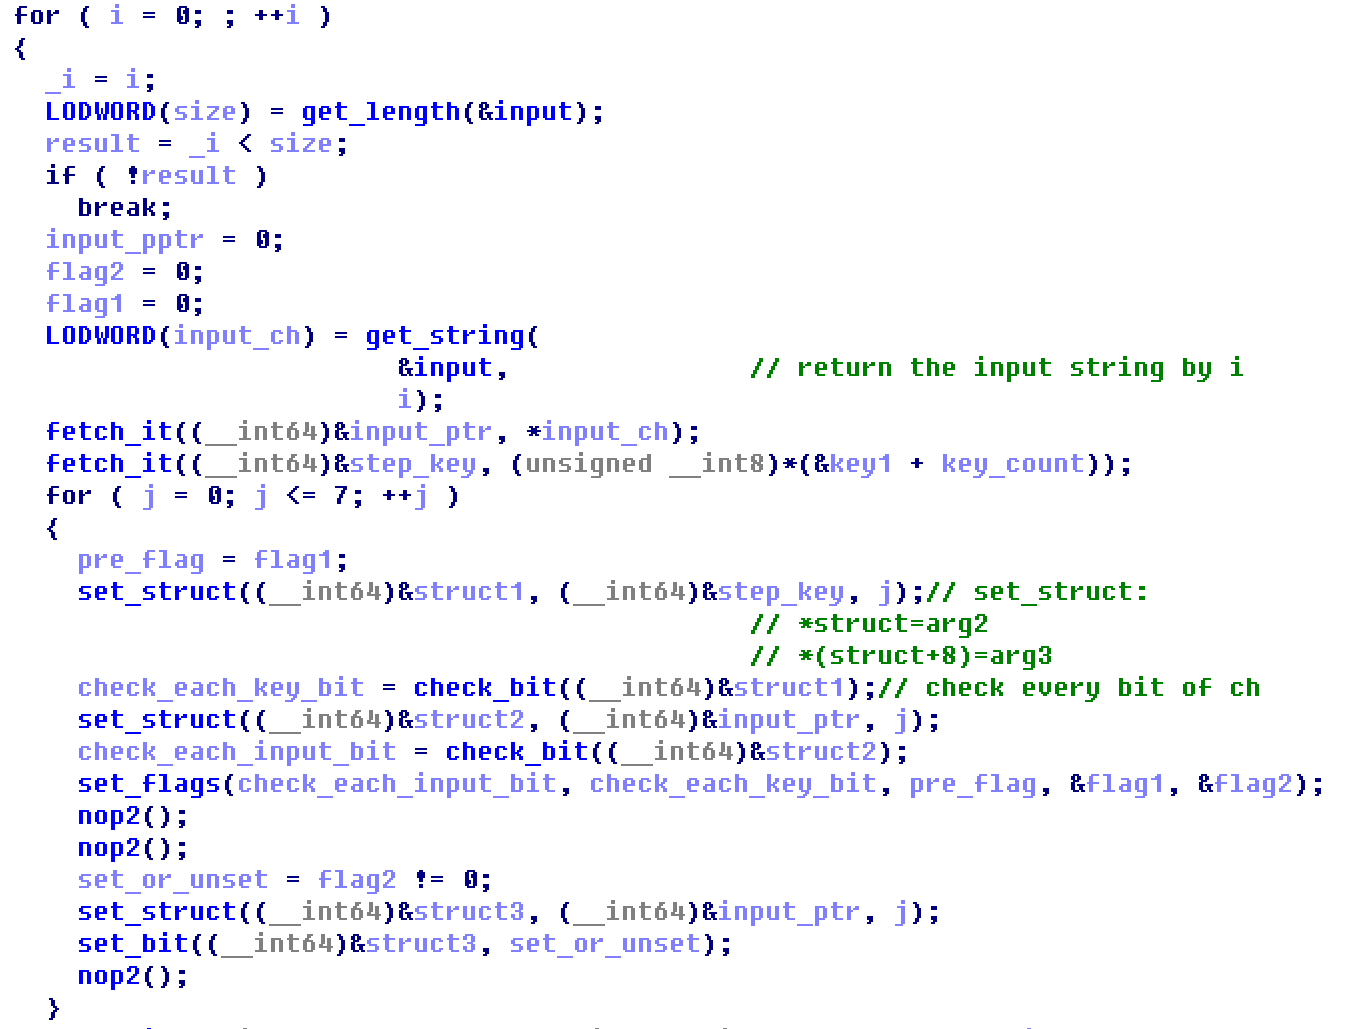 for ( i = 0; ; ++i )
{
_i = i;
LODWORD(size) = get_length(&input);
result = _i < size;
if ( !result )
break;
input_pptr = 0;
flag2 = 0;
flag1 = 0;
LODWORD(input_ch) = get_string(
&input, // return the input string by i
i);
fetch_it((__int64)&input_ptr, *input_ch);
fetch_it((__int64)&step_key, (unsigned __int8)*(&key1 + key_count));
for ( j = 0; j <= 7; ++j )
{
pre_flag = flag1;
set_struct((__int64)&struct1, (__int64)&step_key, j);// set_struct:
// *struct=arg2
// *(struct+8)=arg3
check_each_key_bit = check_bit((__int64)&struct1);// check every bit of ch
set_struct((__int64)&struct2, (__int64)&input_ptr, j);
check_each_input_bit = check_bit((__int64)&struct2);
set_flags(check_each_input_bit, check_each_key_bit, pre_flag, &flag1, &flag2);
nop2();
nop2();
set_or_unset = flag2 != 0;
set_struct((__int64)&struct3, (__int64)&input_ptr, j);
set_bit((__int64)&struct3, set_or_unset);
nop2();
}